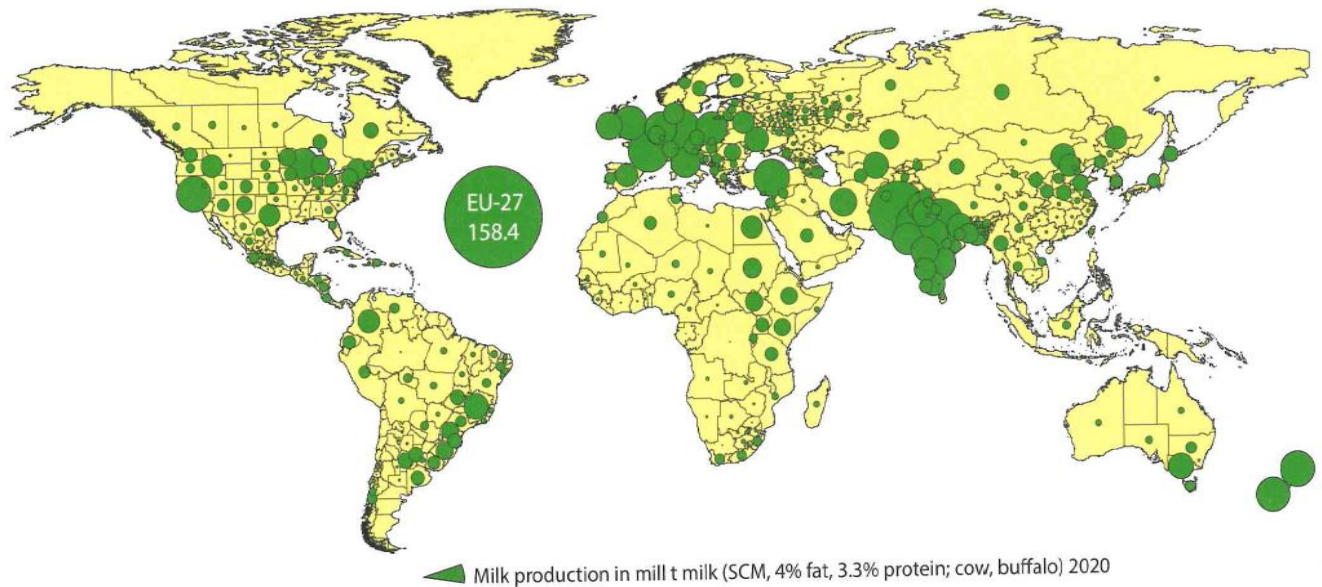 EU-27
158.4
Milk production in mill t milk (SCM, 4% fat, 3.3% protein; cow, buffalo) 2020